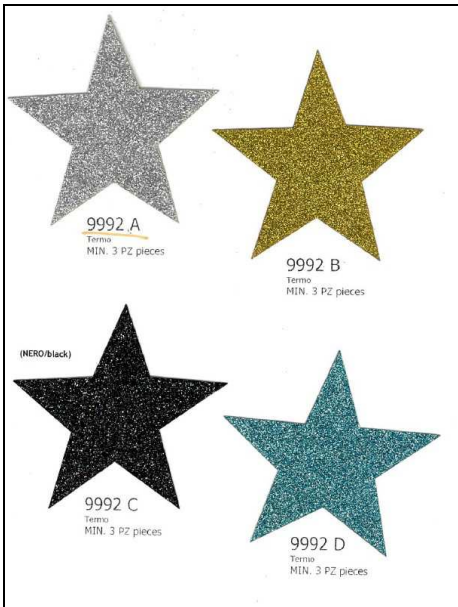 9992 A
Termo
MIN. 3 PZ pieces
9992 B
Termo
MIN. 3 PZ pieces
(NERO/black)
9992 C
Termo
MIN. 3 PZ pieces
9992 D
Termo
MIN. 3 PZ pieces